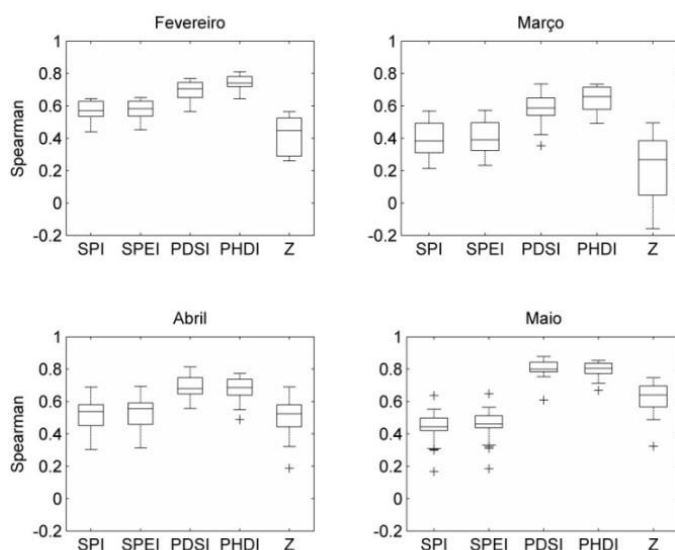 Fevereiro
Spearman
1
0.8
0.6
0.4
0.2
0
-0.2
SPI SPEI PDSI PHDI Z
Março
1
0.8
0.6
0.4
0.2
0
-0.2
SPI SPEI PDSI PHDI Z
Abril
Spearman
1
0.8
0.6
0.4
0.2
0
-0.2
SPI SPEI PDSI PHDI Z
Maio
1
0.8
0.6
0.4
0.2
0
-0.2
SPI SPEI PDSI PHDI Z